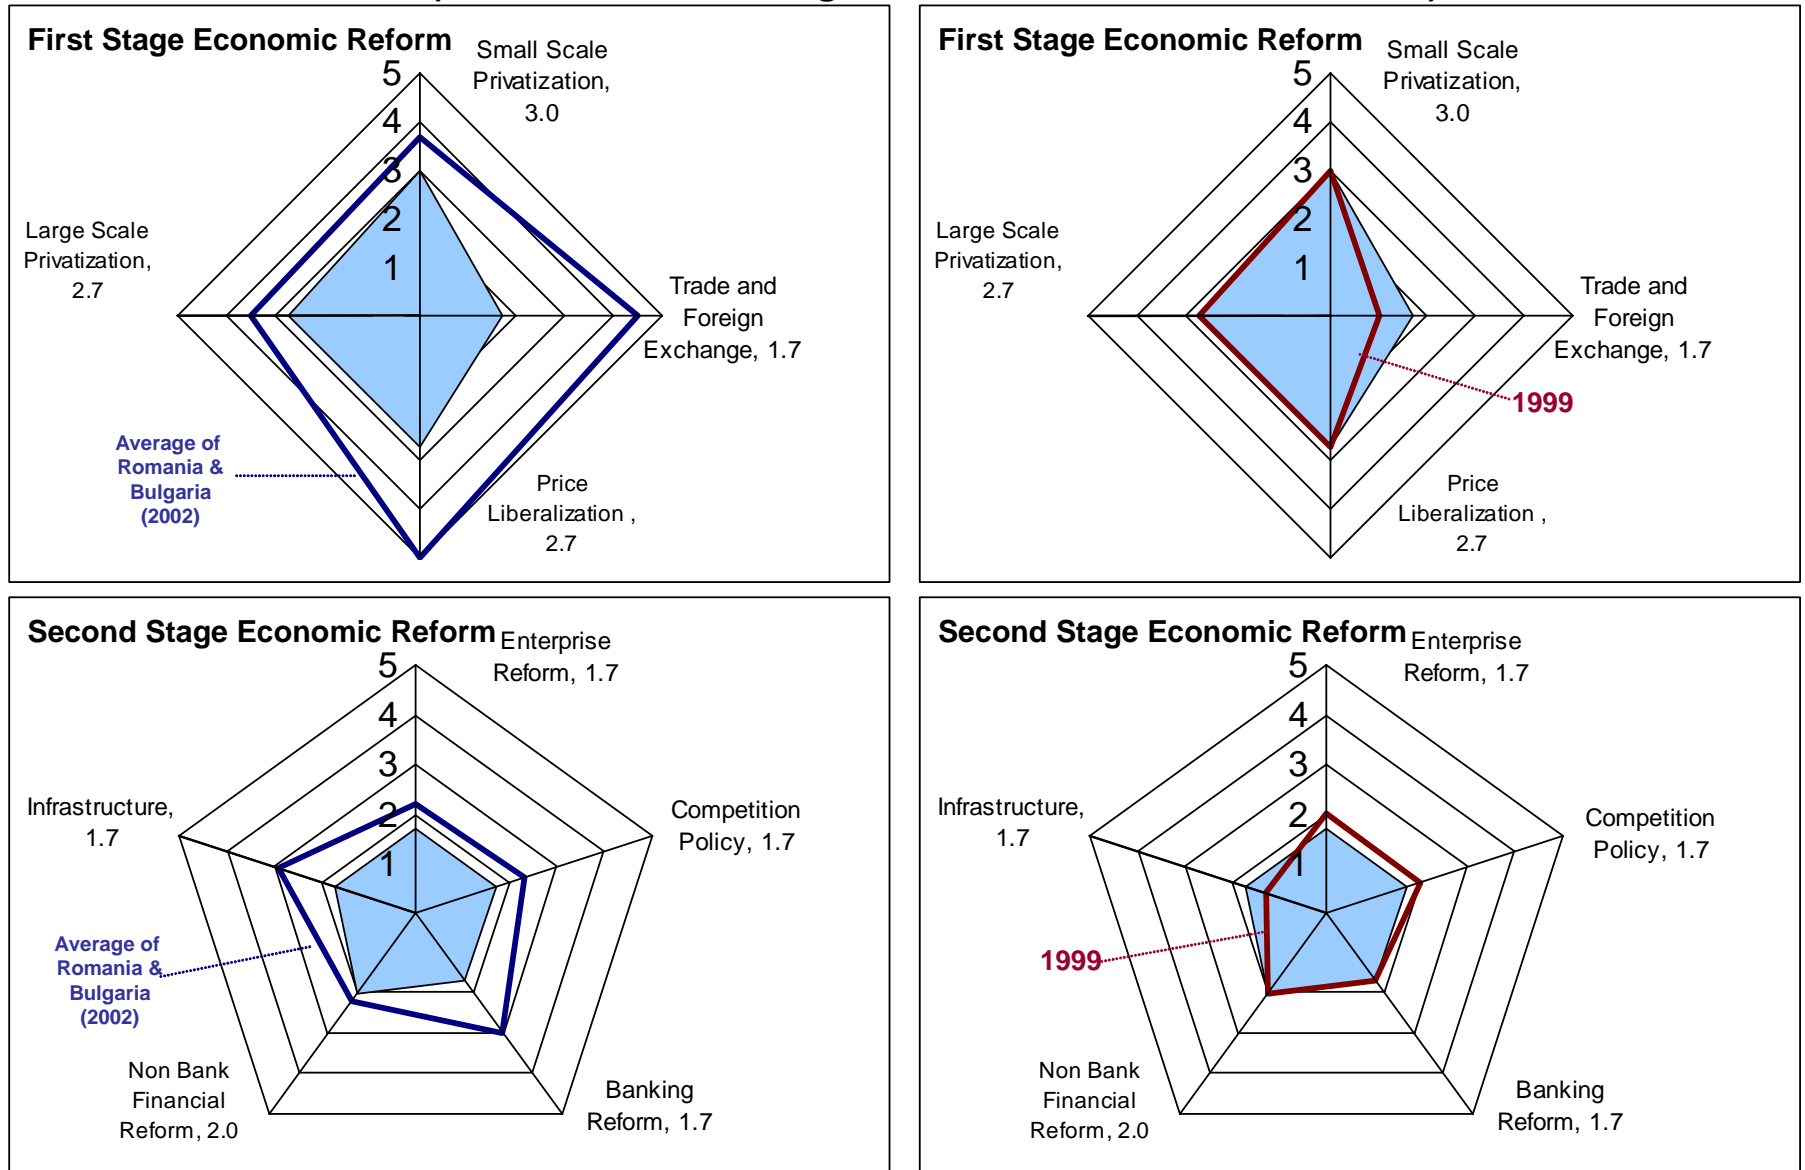 First Stage Economic Reform
Small Scale
Privatization,
3.0
5
4
3
2
1
Large Scale
Privatization,
2.7
Trade and
Foreign
Exchange, 1.7
Average of
Romania &
Bulgaria
(2002)
Price
Liberalization ,
2.7
First Stage Economic Reform
Small Scale
Privatization,
3.0
5
4
3
2
1
Large Scale
Privatization,
2.7
Trade and
Foreign
Exchange, 1.7
1999
Price
Liberalization ,
2.7
Second Stage Economic Reform
Enterprise
Reform, 1.7
5
4
3
2
1
Infrastructure,
1.7
Competition
Policy, 1.7
Average of
Romania &
Bulgaria
(2002)
Non Bank
Financial
Reform, 2.0
Banking
Reform, 1.7
Second Stage Economic Reform
Enterprise
Reform, 1.7
5
4
3
2
1
Infrastructure,
1.7
Competition
Policy, 1.7
1999
Non Bank
Financial
Reform, 2.0
Banking
Reform, 1.7